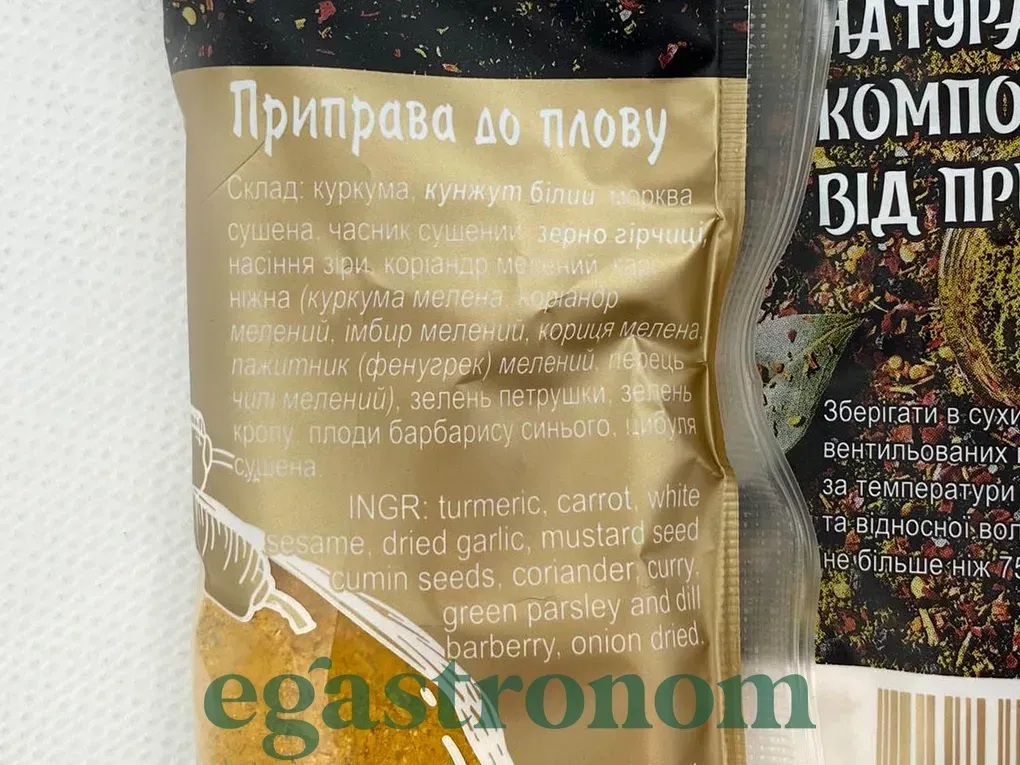 Приправа до плову
Склад: куркума, кунжут білий, морква
сушена, часник сушений, зерно гірчиці,
насіння зіри, коріандр мелений, кар-
ніжна (куркума мелена, коріандр
мелений, імбир мелений, кориця мелена,
пажитник (фенугрек) мелений, перець
чилі мелений), зелень петрушки, зелень
кропу, плоди барбарису синього, цибуля
сушена.
INGR: turmeric, carrot, white
sesame, dried garlic, mustard seed
cumin seeds, coriander, curry,
green parsley and dill
barberry, onion dried.
НАТУРА
КОМПО
ВІД ПР
Зберігати в сухи
вентильованих
за температури
та відносної вол
не більше ніж 75
egastronom